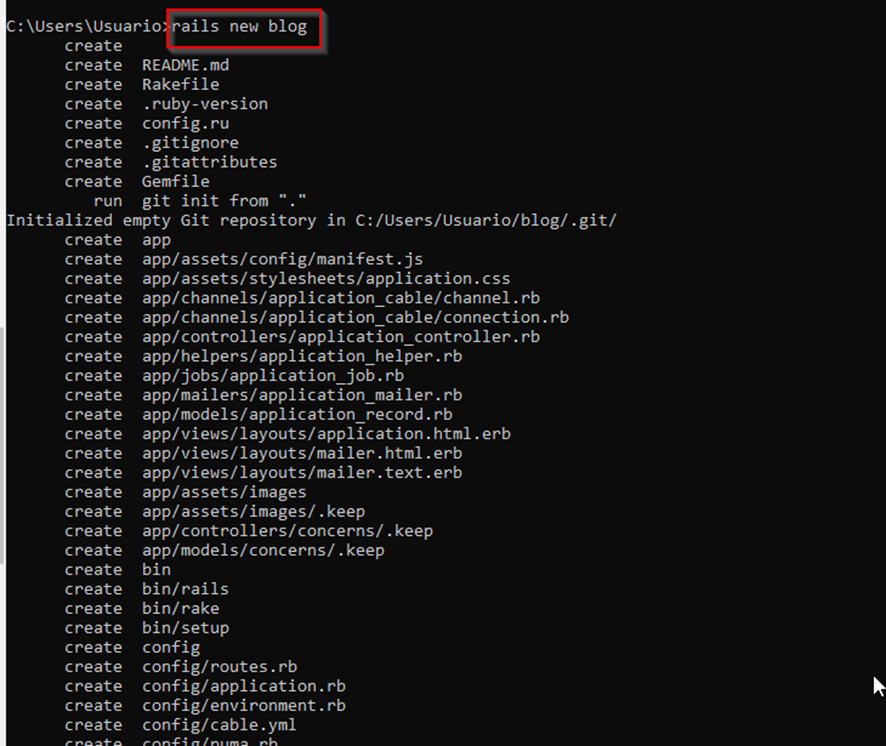 C:\Users\Usuario>rails new blog
create
create README.md
create Rakefile
create .ruby-version
create config.ru
create .gitignore
create .gitattributes
create Gemfile
run git init from "."
Initialized empty Git repository in C:/Users/Usuario/blog/.git/
create app
create app/assets/config/manifest.js
create app/assets/stylesheets/application.css
create app/channels/application_cable/channel.rb
create app/channels/application_cable/connection.rb
create app/controllers/application_controller.rb
create app/helpers/application_helper.rb
create app/jobs/application_job.rb
create app/mailers/application_mailer.rb
create app/models/application_record.rb
create app/views/layouts/application.html.erb
create app/views/layouts/mailer.html.erb
create app/views/layouts/mailer.text.erb
create app/assets/images
create app/assets/images/.keep
create app/controllers/concerns/.keep
create app/models/concerns/.keep
create bin
create bin/rails
create bin/rake
create bin/setup
create config
create config/routes.rb
create config/application.rb
create config/environment.rb
create config/cable.yml
create config/puma.rb